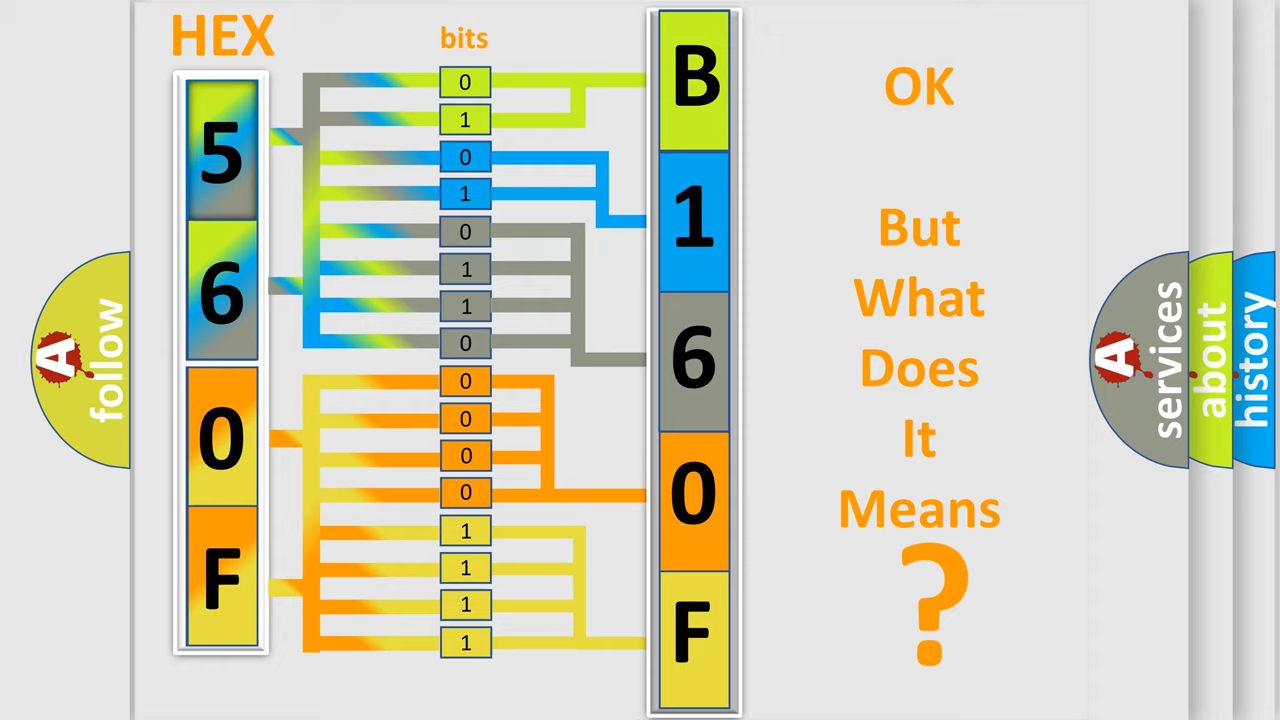 HEX
bits
5
6
0
F
0
1
0
1
0
1
1
0
0
0
0
0
1
1
1
1
B
1
6
0
F
OK
But
What
Does
It
Means
?
A
follow
A
services
about
history